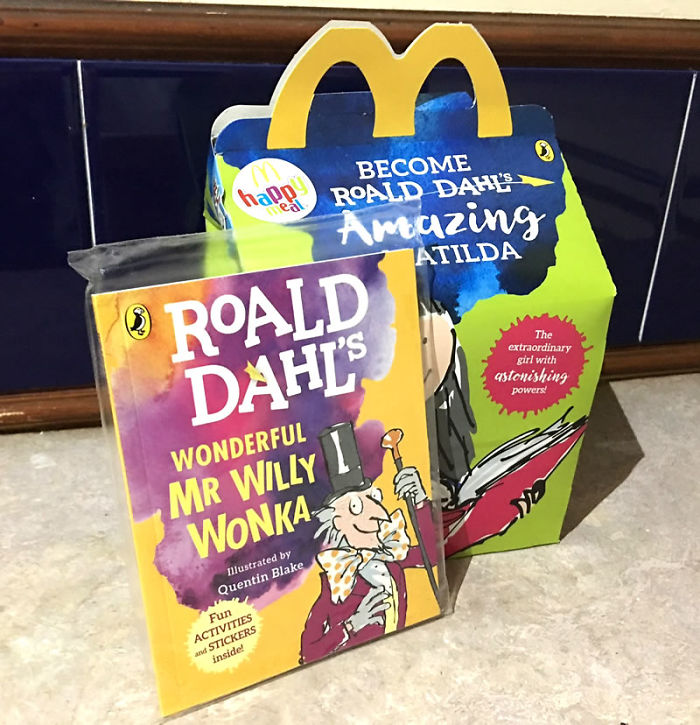 happy
meal
BECOME
ROALD DAHL'S
Amazing
ATILDA
The
extraordinary
girl with
astonishing
powers!
ROALD
DAHL'S
WONDERFUL
MR WILLY
WONKA
Illustrated by
Quentin Blake
Fun
ACTIVITIES
and STICKERS
inside!